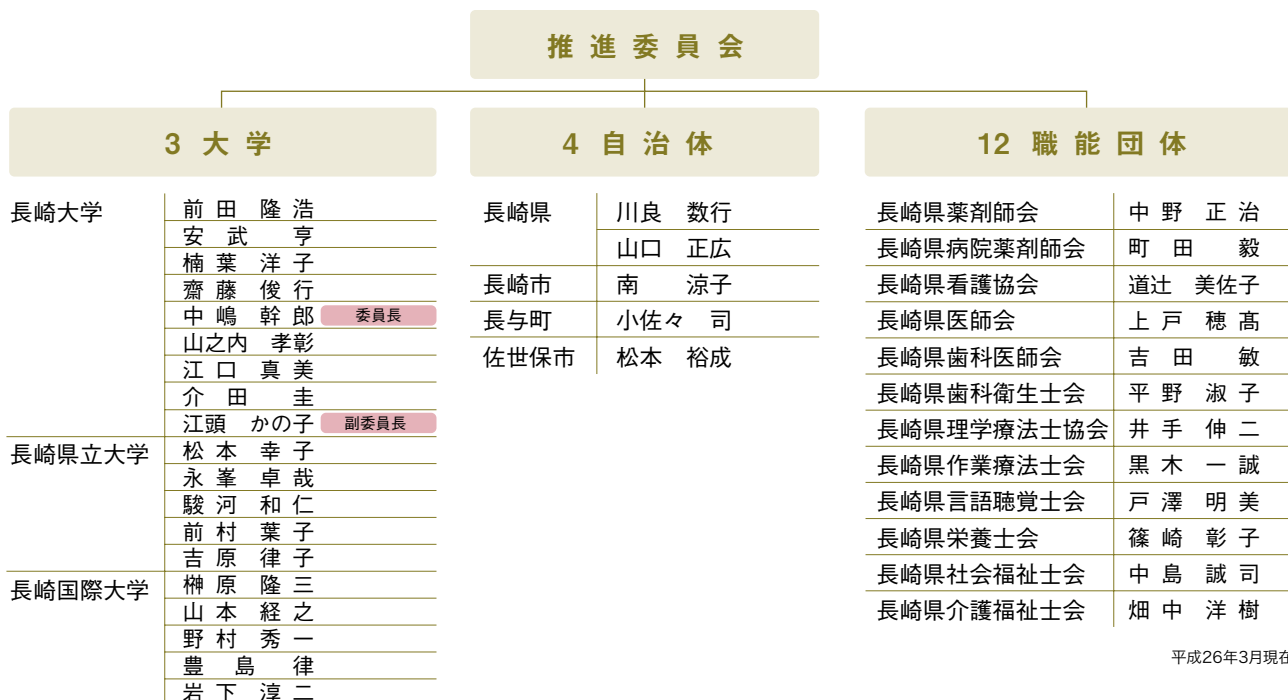 推進委員会
3 大学
長崎大学 前田 隆浩
安武 亨
楠葉 洋子
齋藤 俊行
中嶋 幹郎 委員長
山之内 孝彰
江口 真美
介田 圭
江頭 かの子 副委員長
長崎県立大学 松本 幸子
永峯 卓哉
駿河 和仁
前村 葉子
吉原 律子
長崎国際大学 榊原 隆三
山本 経之
野村 秀一
豊島 律
岩下 淳二
4 自治体
長崎県 川良 数行
山口 正広
長崎市 南 涼子
長与町 小佐々 司
佐世保市 松本 裕成
12 職能団体
長崎県薬剤師会 中野 正治
長崎県病院薬剤師会 町田 毅
長崎県看護協会 道辻 美佐子
長崎県医師会 上戸 穂髙
長崎県歯科医師会 吉田 敏
長崎県歯科衛生士会 平野 淑子
長崎県理学療法士協会 井手 伸二
長崎県作業療法士会 黒木 一誠
長崎県言語聴覚士会 戸澤 明美
長崎県栄養士会 篠崎 彰子
長崎県社会福祉士会 中島 誠司
長崎県介護福祉士会 畑中 洋樹
平成26年3月現在